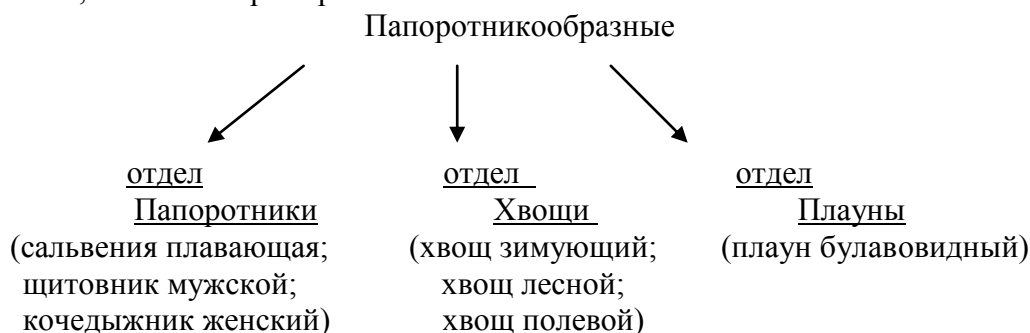 Папоротникообразные
отдел отдел отдел
Папоротники Хвощи Плауны
(сальвения плавающая; (хвощ зимующий; (плаун булавовидный)
щитовник мужской; хвощ лесной;
кочедыжник женский) хвощ полевой)